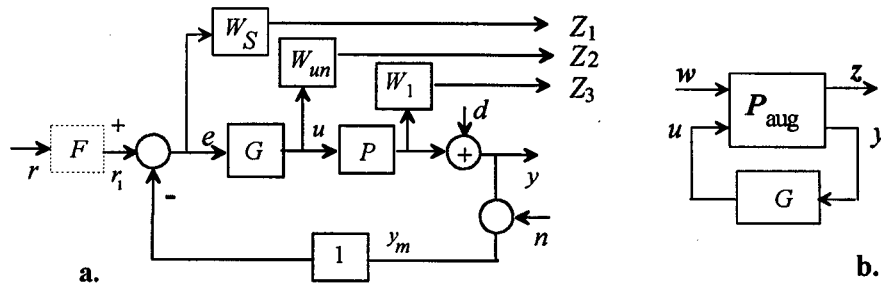 W_S
Z_1
W_un
Z_2
W_1
Z_3
d
+
r
F
r_1
e
G
u
P
+
y
-
n
y_m
1
a.
w
z
P_aug
u
y
G
b.